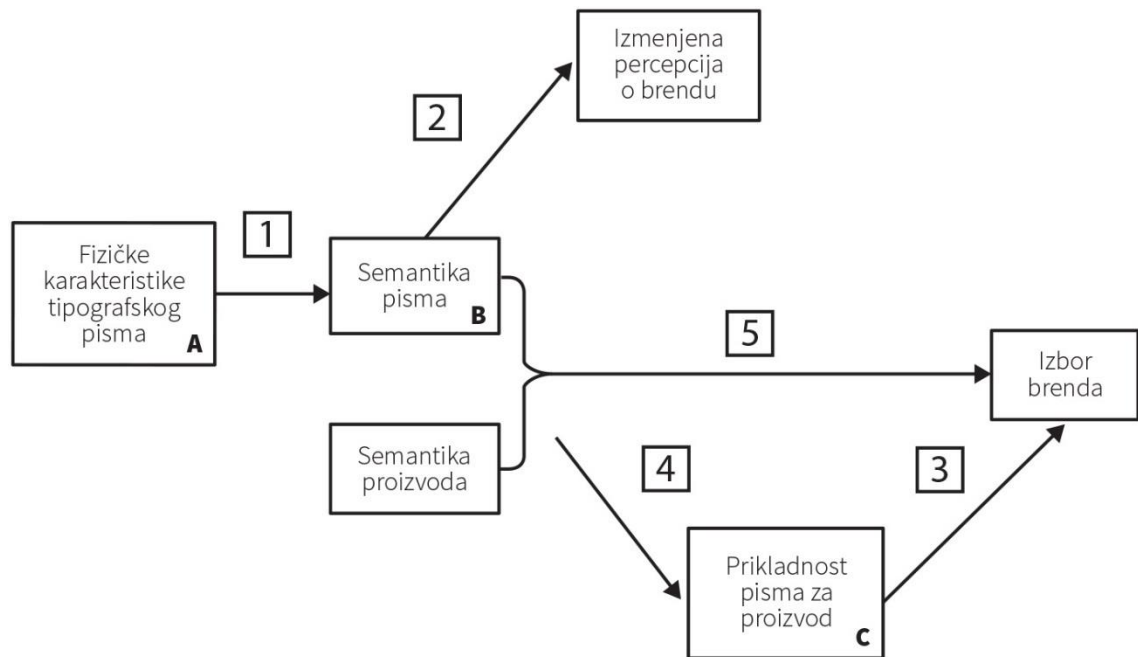 Izmenjena
percepcija
o brendu
2
1
Fizičke
karakteristike
tipografskog
pisma
A
Semantika
pisma
B
5
Izbor
brenda
Semantika
proizvoda
4
3
Prikladnost
pisma za
proizvod
C